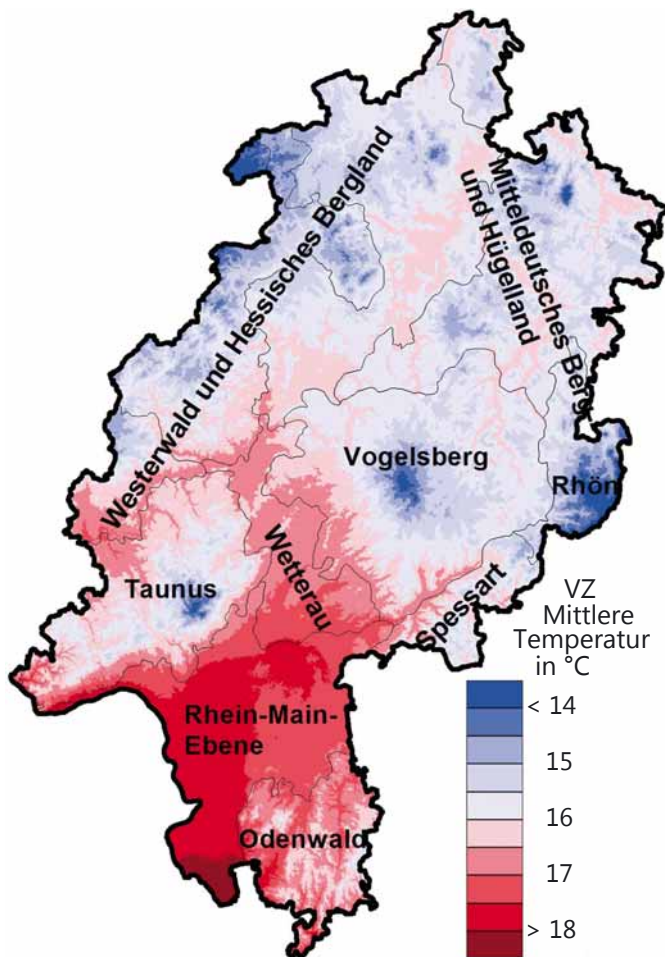 Westerwald und Hessisches Bergland
Mitteldeutsches Berg-
und Hügelland
Vogelsberg
Rhön
Taunus
Wetterau
Spessart
Rhein-Main-
Ebene
Odenwald
VZ
Mittlere
Temperatur
in °C
< 14
15
16
17
> 18